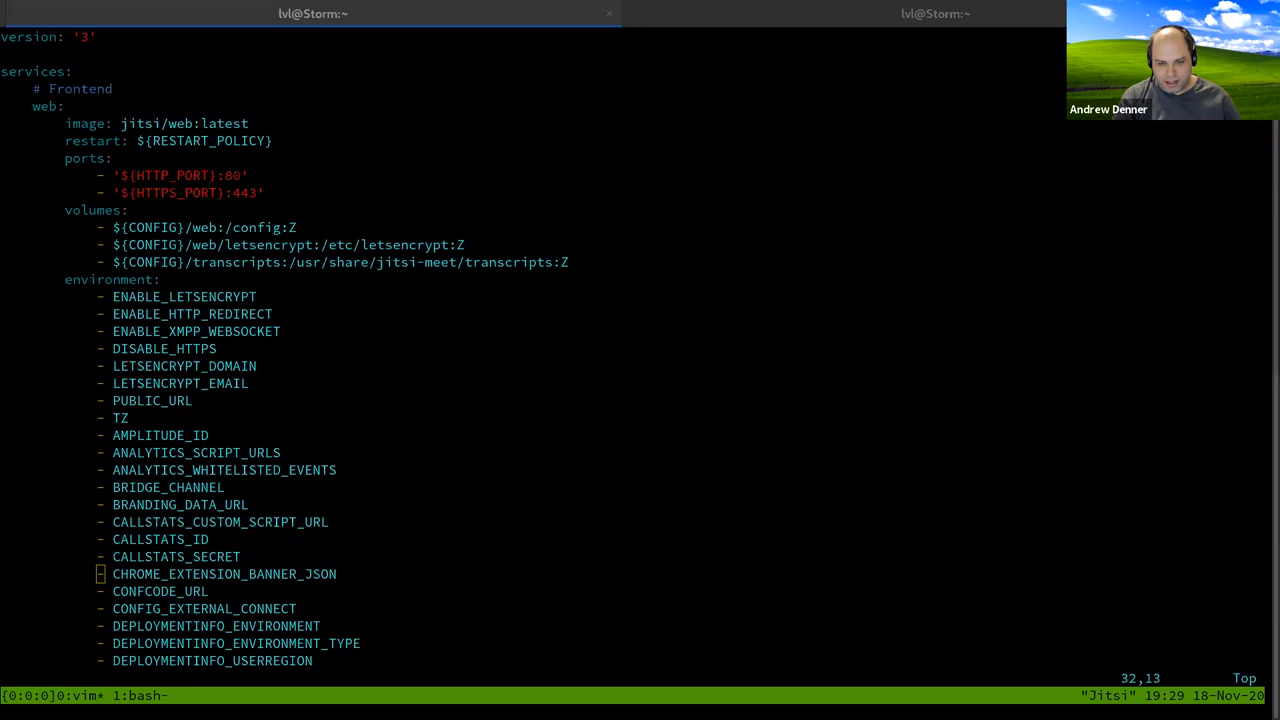 lvl@Storm:~ × lvl@Storm:~
version: '3'
services:
# Frontend
web:
image: jitsi/web:latest
restart: ${RESTART_POLICY}
ports:
- '${HTTP_PORT}:80'
- '${HTTPS_PORT}:443'
volumes:
- ${CONFIG}/web:/config:Z
- ${CONFIG}/web/letsencrypt:/etc/letsencrypt:Z
- ${CONFIG}/transcripts:/usr/share/jitsi-meet/transcripts:Z
environment:
- ENABLE_LETSENCRYPT
- ENABLE_HTTP_REDIRECT
- ENABLE_XMPP_WEBSOCKET
- DISABLE_HTTPS
- LETSENCRYPT_DOMAIN
- LETSENCRYPT_EMAIL
- PUBLIC_URL
- TZ
- AMPLITUDE_ID
- ANALYTICS_SCRIPT_URLS
- ANALYTICS_WHITELISTED_EVENTS
- BRIDGE_CHANNEL
- BRANDING_DATA_URL
- CALLSTATS_CUSTOM_SCRIPT_URL
- CALLSTATS_ID
- CALLSTATS_SECRET
- CHROME_EXTENSION_BANNER_JSON
- CONFCODE_URL
- CONFIG_EXTERNAL_CONNECT
- DEPLOYMENTINFO_ENVIRONMENT
- DEPLOYMENTINFO_ENVIRONMENT_TYPE
- DEPLOYMENTINFO_USERREGION
32,13 Top
{0:0:0}0:vim* 1:bash- "Jitsi" 19:29 18-Nov-20
Andrew Denner